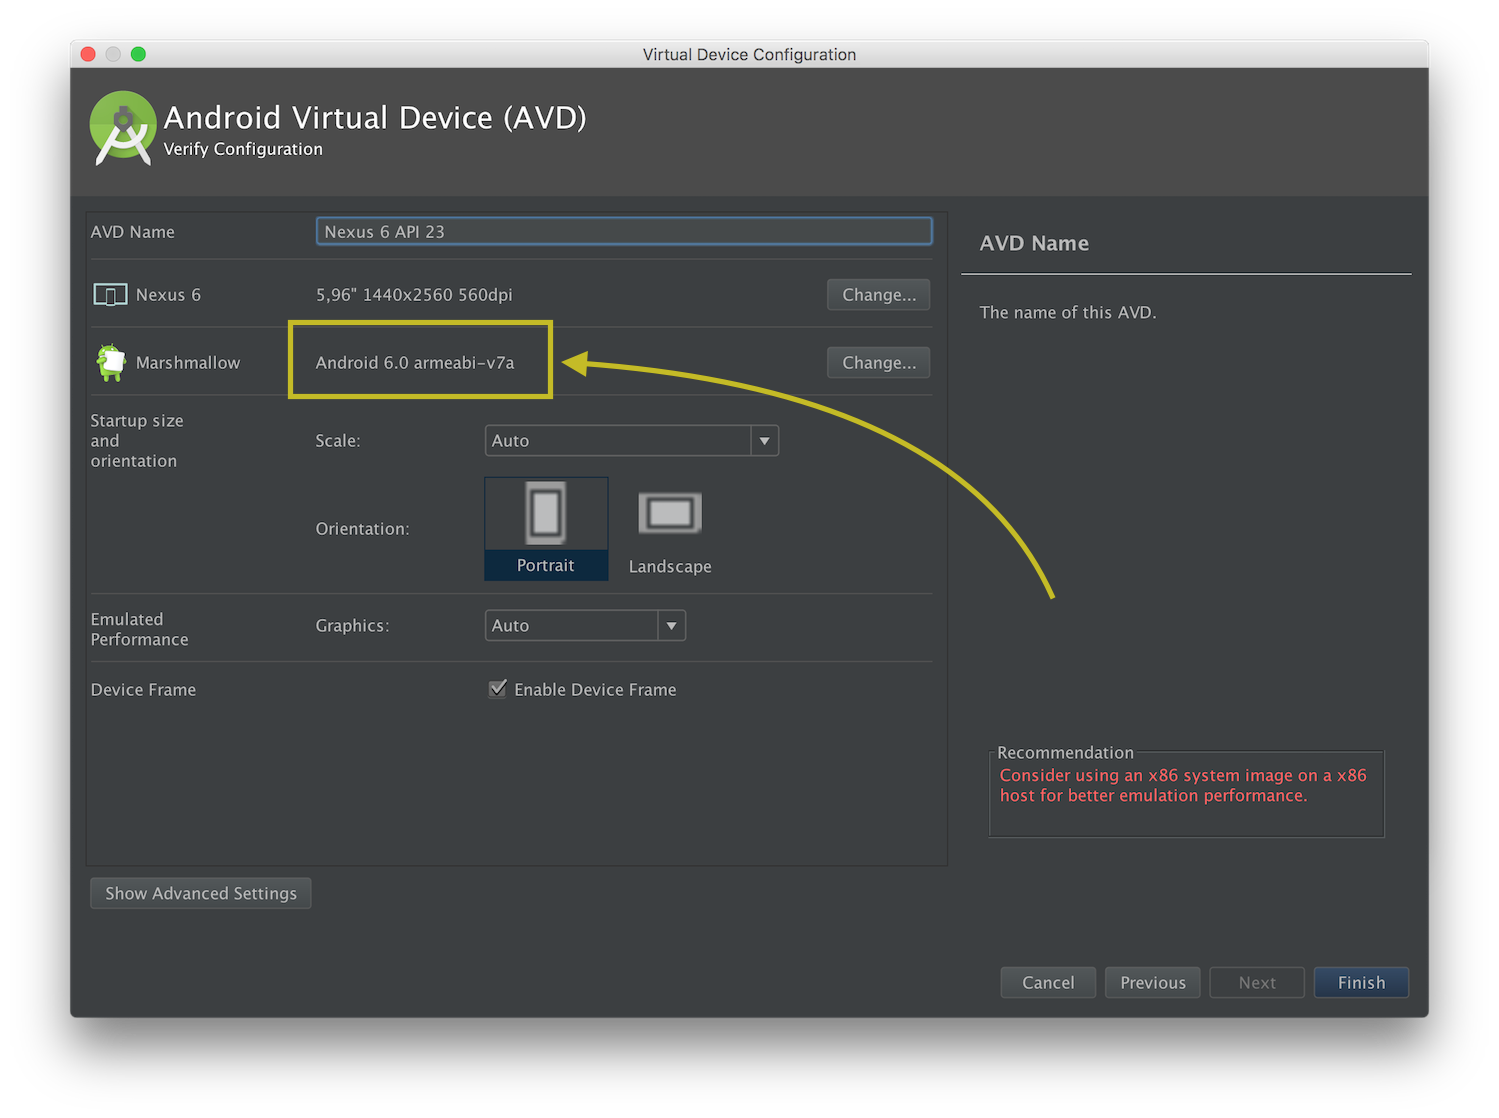 Virtual Device Configuration
Android Virtual Device (AVD)
Verify Configuration
AVD Name
Nexus 6 API 23
Nexus 6
5,96" 1440x2560 560dpi
Change...
Marshmallow
Android 6.0 armeabi-v7a
Change...
Startup size
and
orientation
Scale:
Auto
Orientation:
Portrait
Landscape
Emulated
Performance
Graphics:
Auto
Device Frame
Enable Device Frame
AVD Name
The name of this AVD.
Recommendation
Consider using an x86 system image on a x86
host for better emulation performance.
Show Advanced Settings
Cancel
Previous
Next
Finish